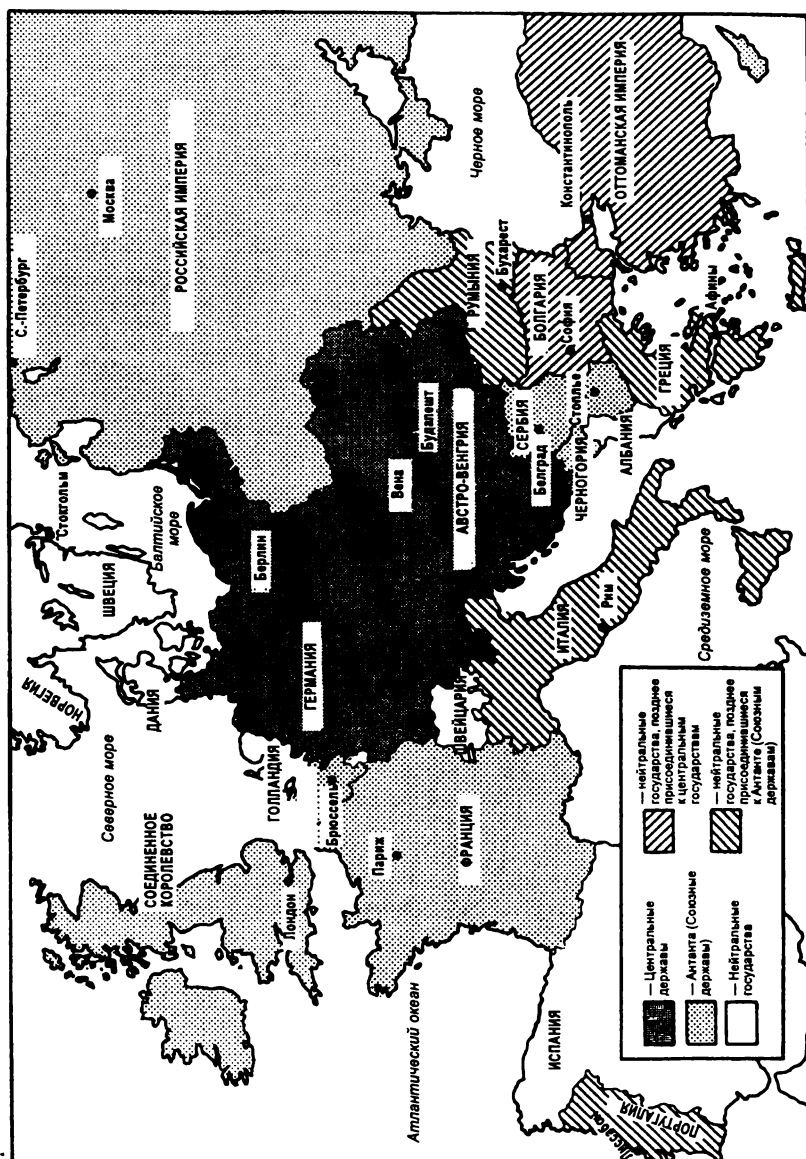 С.-Петербург
Москва
РОССИЙСКАЯ ИМПЕРИЯ
Стокгольм
ШВЕЦИЯ
НОРВЕГИЯ
Балтийское
море
ДАНИЯ
Северное море
СОЕДИНЕННОЕ
КОРОЛЕВСТВО
Лондон
ГОЛЛАНДИЯ
Брюссель
Берлин
ГЕРМАНИЯ
Париж
ФРАНЦИЯ
ШВЕЙЦАРИЯ
Вена
Будапешт
АВСТРО-ВЕНГРИЯ
Черное море
РУМЫНИЯ
Бухарест
БОЛГАРИЯ
София
СЕРБИЯ
Белград
ЧЕРНОГОРИЯ
АЛБАНИЯ
ГРЕЦИЯ
Афины
Константинополь
ОТТОМАНСКАЯ ИМПЕРИЯ
ИТАЛИЯ
Рим
Средиземное море
Атлантический океан
ИСПАНИЯ
ПОРТУГАЛИЯ
Лиссабон
— Центральные
державы
— Антанта (Союзные
державы)
— Нейтральные
государства
— нейтральные
государства, позднее
присоединившиеся
к центральным
государствам
— нейтральные
государства, позднее
присоединившиеся
к Антанте (Союзным
державам)